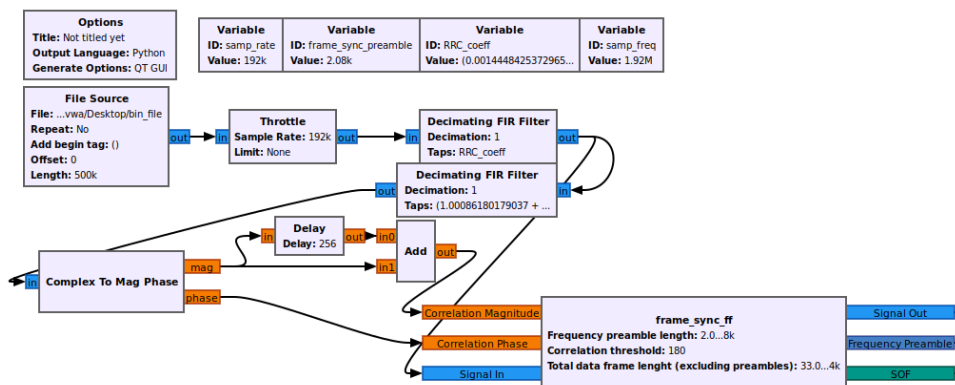 Options
Title: Not titled yet
Output Language: Python
Generate Options: QT GUI
Variable
ID: samp_rate
Value: 192k
Variable
ID: frame_sync_preamble
Value: 2.08k
Variable
ID: RRC_coeff
Value: (0.0014448425372965...
Variable
ID: samp_freq
Value: 1.92M
File Source
File: ...vwa/Desktop/bin_file
Repeat: No
Add begin tag: ()
Offset: 0
Length: 500k
out
in
Throttle
Sample Rate: 192k
Limit: None
out
in
Decimating FIR Filter
Decimation: 1
Taps: RRC_coeff
out
out
Decimating FIR Filter
Decimation: 1
Taps: (1.00086180179037 + ...
in
in
Delay
Delay: 256
out
in0
in1
Add
out
in
Complex To Mag Phase
mag
phase
Correlation Magnitude
Correlation Phase
Signal In
frame_sync_ff
Frequency preamble length: 2.0...8k
Correlation threshold: 180
Total data frame lenght (excluding preambles): 33.0...4k
Signal Out
Frequency Preamble
SOF